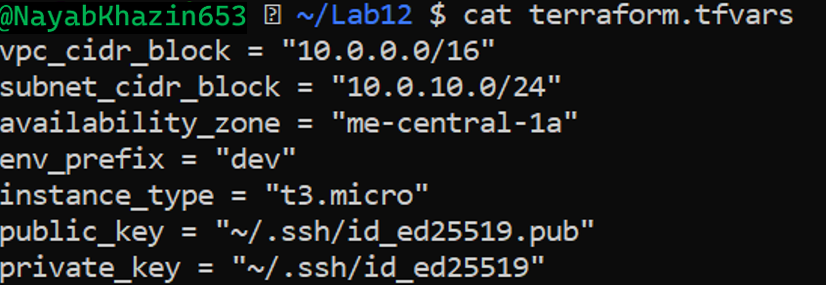 @NayabKhazin653 ~/Lab12 $ cat terraform.tfvars
vpc_cidr_block = "10.0.0.0/16"
subnet_cidr_block = "10.0.10.0/24"
availability_zone = "me-central-1a"
env_prefix = "dev"
instance_type = "t3.micro"
public_key = "~/.ssh/id_ed25519.pub"
private_key = "~/.ssh/id_ed25519"